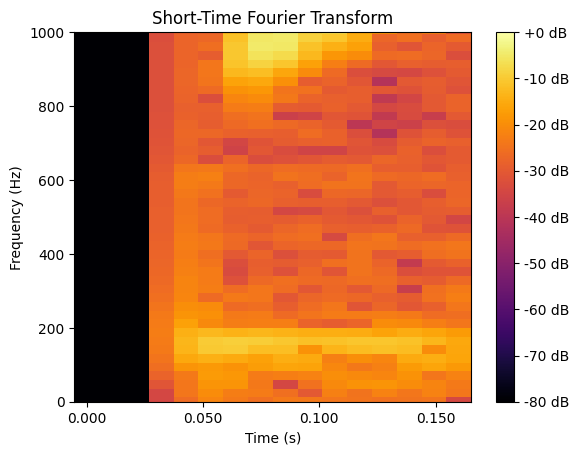 Short-Time Fourier Transform
1000
800
600
400
200
0
Frequency (Hz)
0.000
0.050
0.100
0.150
Time (s)
+0 dB
-10 dB
-20 dB
-30 dB
-40 dB
-50 dB
-60 dB
-70 dB
-80 dB